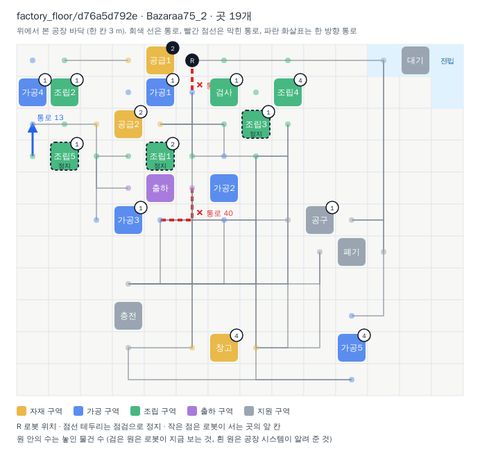 factory_floor/d76a5d792e · Bazaraa75_2 · 곳 19개
위에서 본 공장 바닥 (한 칸 3 m). 회색 선은 통로, 빨간 점선은 막힌 통로, 파란 화살표는 한 방향 통로
공급1 2 R 대기 전립
가공4 1 조립2 1 가공1 1 검사 1 조립4 1
통로 13 공급2 2 조립3 1 정지
조립5 1 정지 조립1 2 정지
출하 가공2
가공3 1 통로 40 공구 1
폐기
충전
창고 4 가공5 4
자재 구역 가공 구역 조립 구역 출하 구역 지원 구역
R 로봇 위치 · 점선 테두리는 점검으로 정지 · 작은 점은 로봇이 서는 곳의 앞 칸
원 안의 수는 놓인 물건 수 (검은 원은 로봇이 지금 보는 것, 흰 원은 공장 시스템이 알려 준 것)